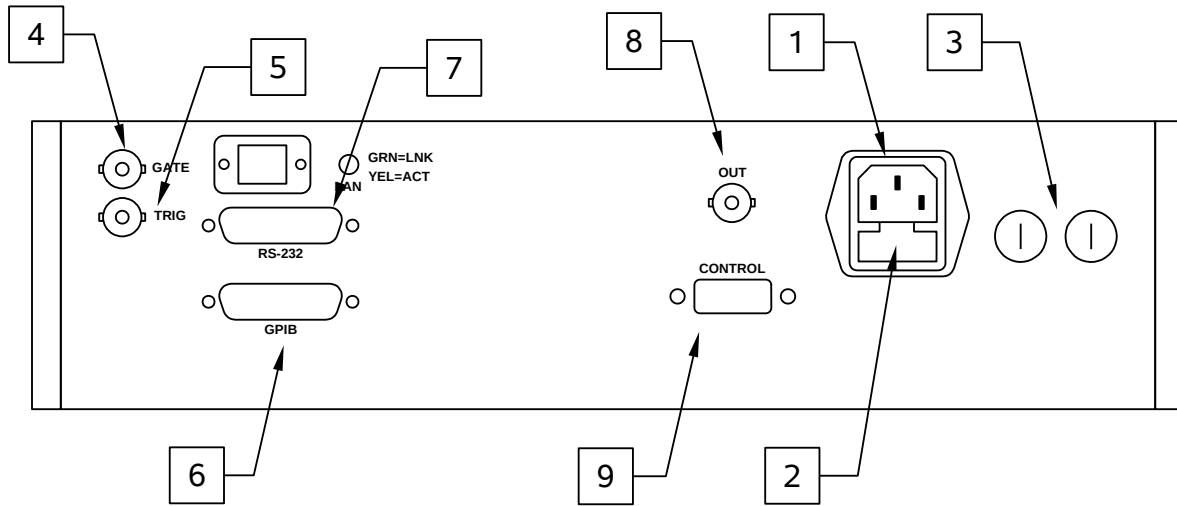 4
5
7
8
1
3
GATE
GRN=LNK
YEL=ACT
LAN
TRIG
RS-232
GPIB
OUT
CONTROL
6
9
2